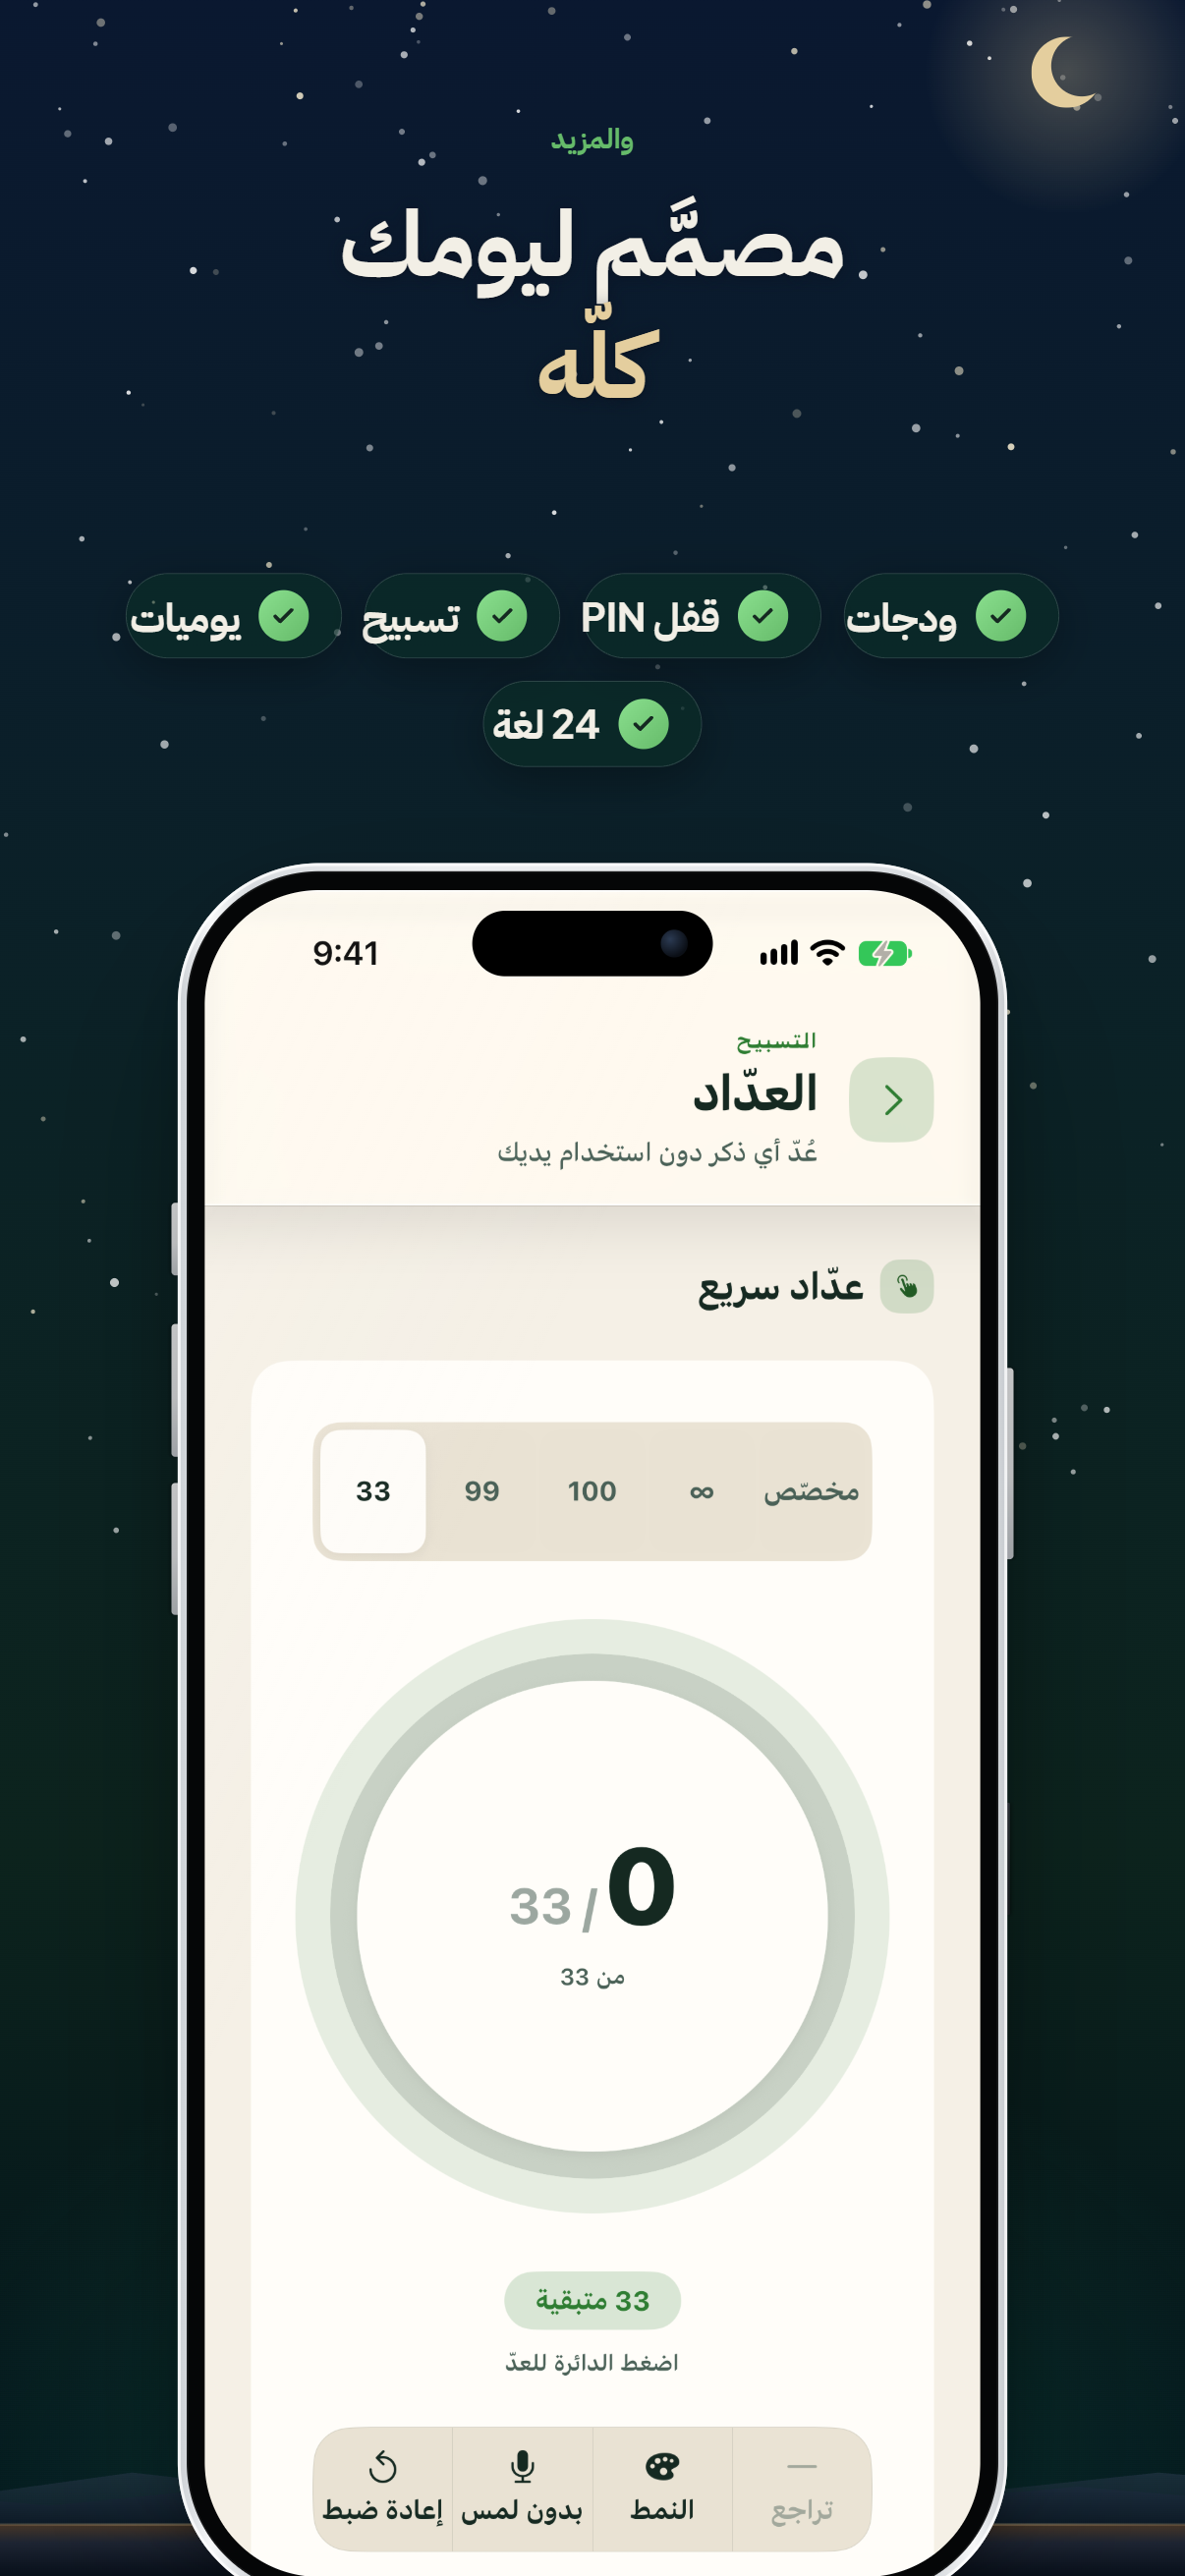 والمزيد
مصمَّم ليومك
كلّه
ودجات
قفل PIN
تسبيح
يوميات
24 لغة
9:41
التسبيح
العدّاد
عُدّ أي ذكر دون استخدام يديك
عدّاد سريع
مخصّص
∞
100
99
33
0 / 33
من 33
33 متبقية
اضغط الدائرة للعدّ
تراجع
النمط
بدون لمس
إعادة ضبط